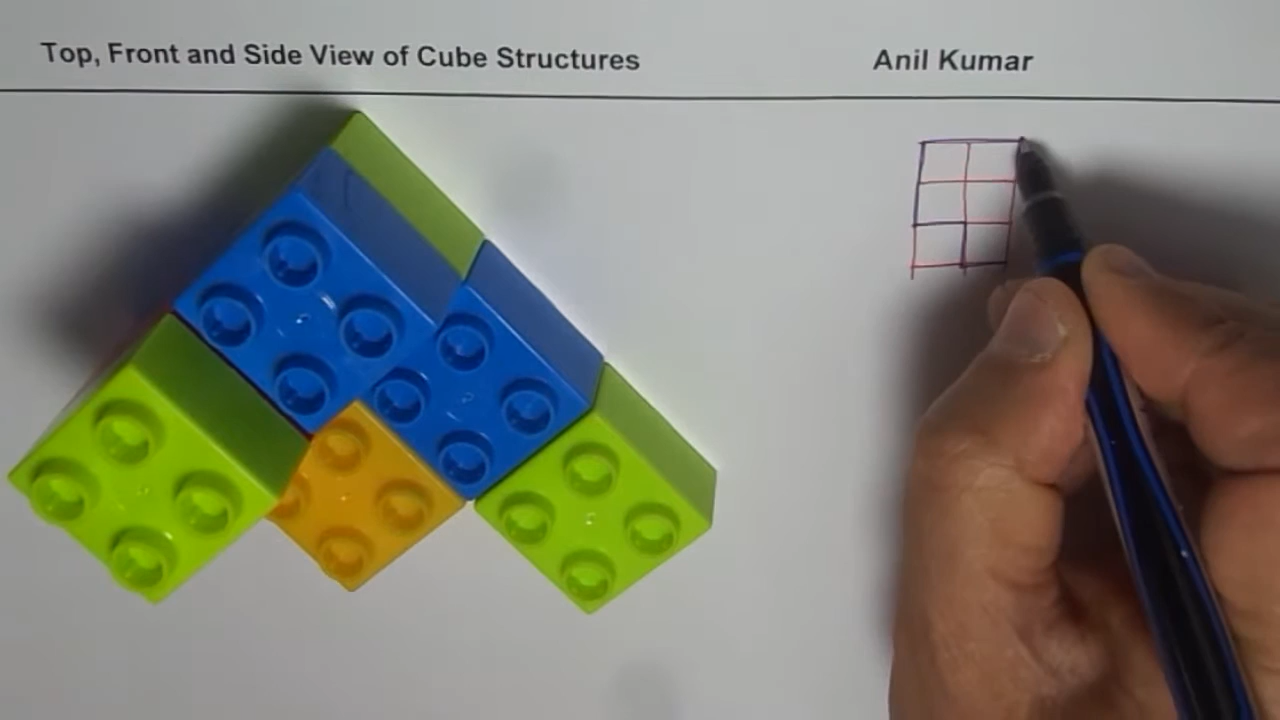 Top, Front and Side View of Cube Structures
Anil Kumar